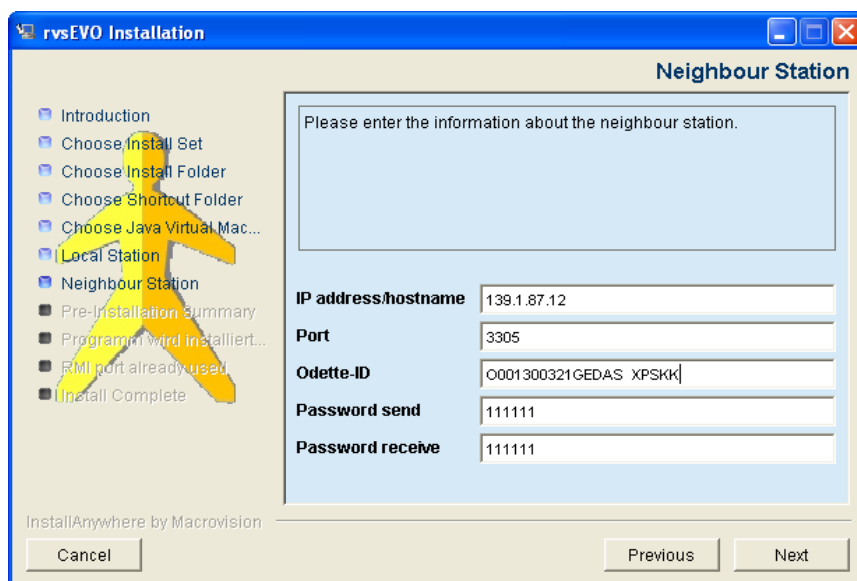 rvsEVO Installation
Neighbour Station
Introduction
Choose Install Set
Choose Install Folder
Choose Shortcut Folder
Choose Java Virtual Mac...
Local Station
Neighbour Station
Pre-Installation Summary
Programm wird installiert...
RMI port already used
Install Complete
Please enter the information about the neighbour station.
IP address/hostname 139.1.87.12
Port 3305
Odette-ID O001300321GEDAS  XPSKK
Password send 111111
Password receive 111111
InstallAnywhere by Macrovision
Cancel Previous Next